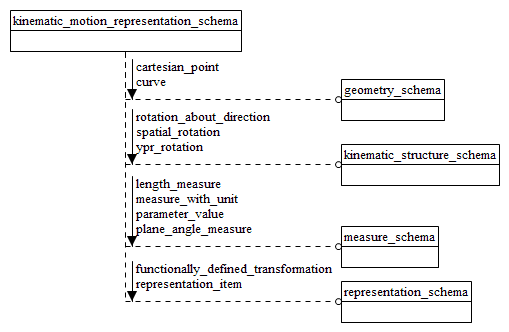 kinematic_motion_representation_schema
cartesian_point
curve
geometry_schema
rotation_about_direction
spatial_rotation
ypr_rotation
kinematic_structure_schema
length_measure
measure_with_unit
parameter_value
plane_angle_measure
measure_schema
functionally_defined_transformation
representation_item
representation_schema